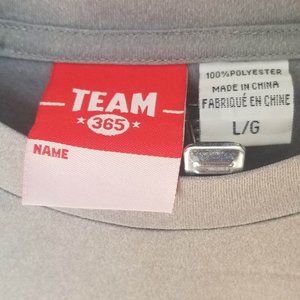 TEAM
365
NAME
100% POLYESTER
MADE IN CHINA
FABRIQUÉ EN CHINE
L/G